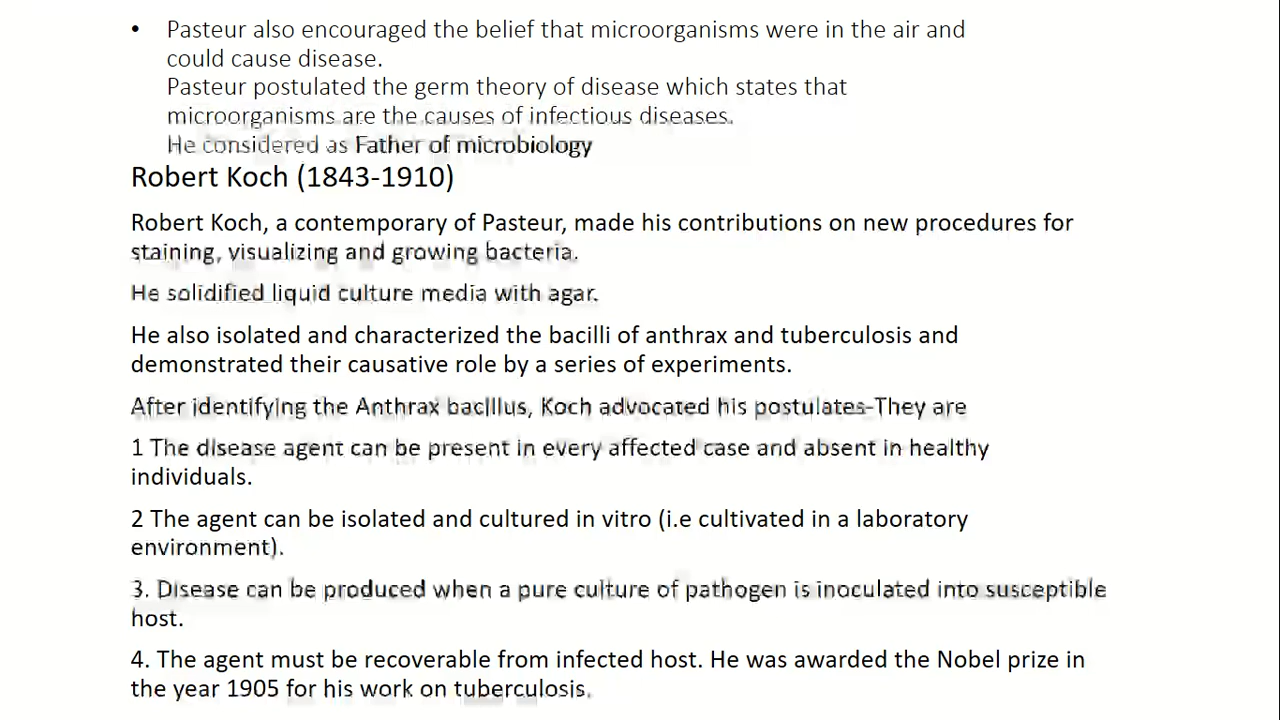 • Pasteur also encouraged the belief that microorganisms were in the air and
could cause disease.
Pasteur postulated the germ theory of disease which states that
microorganisms are the causes of infectious diseases.
He considered as Father of microbiology
Robert Koch (1843-1910)
Robert Koch, a contemporary of Pasteur, made his contributions on new procedures for
staining, visualizing and growing bacteria.
He solidified liquid culture media with agar.
He also isolated and characterized the bacilli of anthrax and tuberculosis and
demonstrated their causative role by a series of experiments.
After identifying the Anthrax bacillus, Koch advocated his postulates-They are
1 The disease agent can be present in every affected case and absent in healthy
individuals.
2 The agent can be isolated and cultured in vitro (i.e cultivated in a laboratory
environment).
3. Disease can be produced when a pure culture of pathogen is inoculated into susceptible
host.
4. The agent must be recoverable from infected host. He was awarded the Nobel prize in
the year 1905 for his work on tuberculosis.